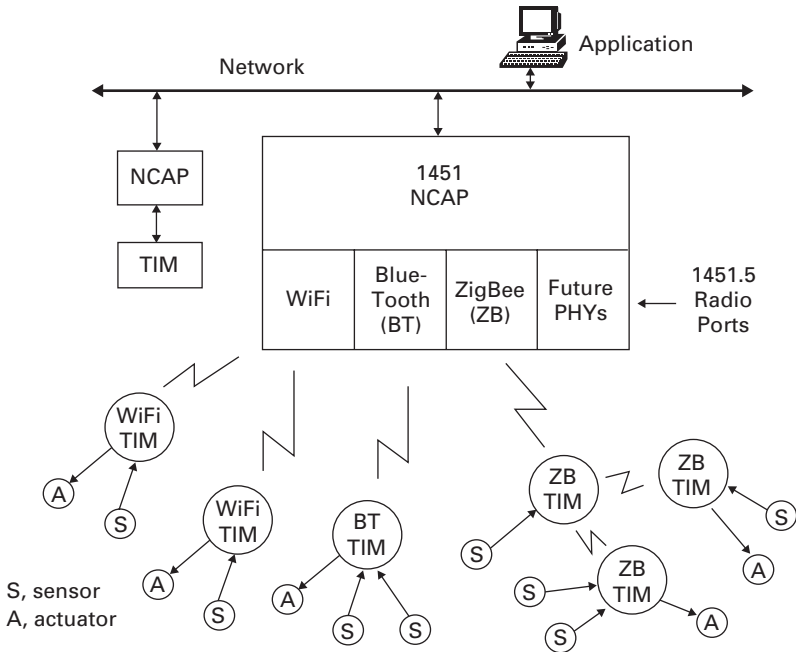 Application
Network
NCAP
TIM
1451
NCAP
WiFi
Blue-
Tooth
(BT)
ZigBee
(ZB)
Future
PHYs
1451.5
Radio
Ports
WiFi
TIM
A
S
WiFi
TIM
A
S
BT
TIM
A
S
S
ZB
TIM
S
ZB
TIM
S
A
ZB
TIM
S
S
A
S, sensor
A, actuator